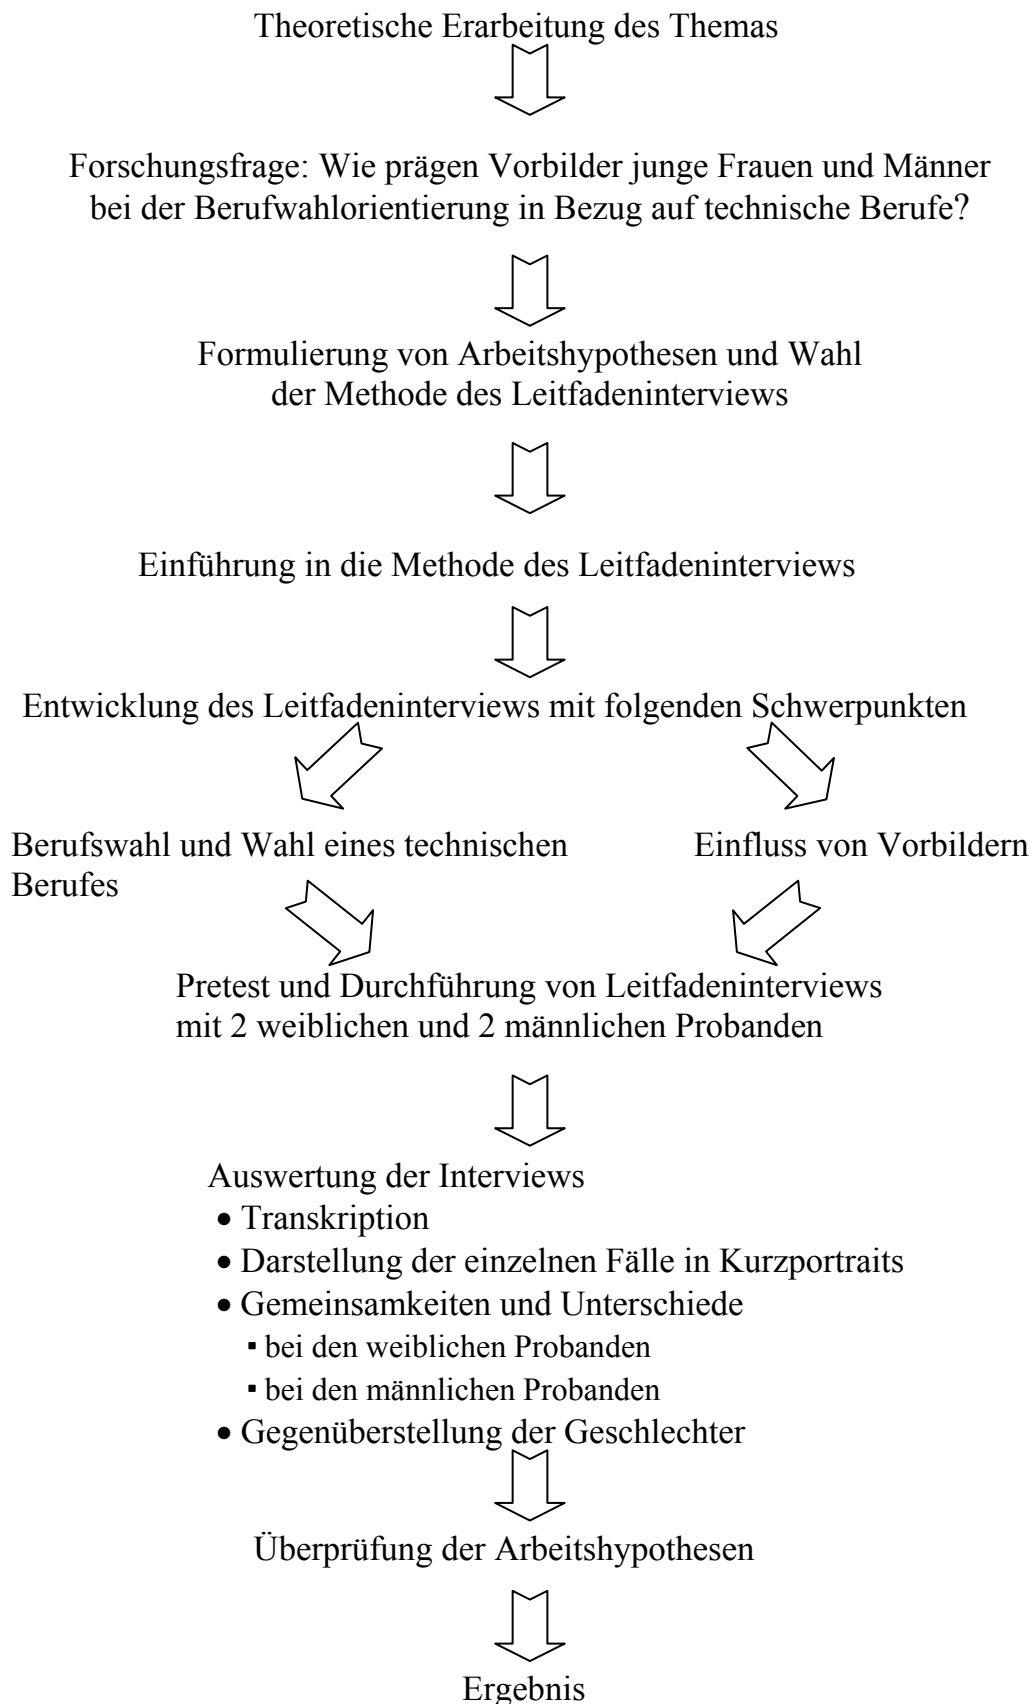 Theoretische Erarbeitung des Themas
Forschungsfrage: Wie prägen Vorbilder junge Frauen und Männer
bei der Berufwahlorientierung in Bezug auf technische Berufe?
Formulierung von Arbeitshypothesen und Wahl
der Methode des Leitfadeninterviews
Einführung in die Methode des Leitfadeninterviews
Entwicklung des Leitfadeninterviews mit folgenden Schwerpunkten
Berufswahl und Wahl eines technischen
Berufes
Einfluss von Vorbildern
Pretest und Durchführung von Leitfadeninterviews
mit 2 weiblichen und 2 männlichen Probanden
Auswertung der Interviews
• Transkription
• Darstellung der einzelnen Fälle in Kurzportraits
• Gemeinsamkeiten und Unterschiede
▪ bei den weiblichen Probanden
▪ bei den männlichen Probanden
• Gegenüberstellung der Geschlechter
Überprüfung der Arbeitshypothesen
Ergebnis